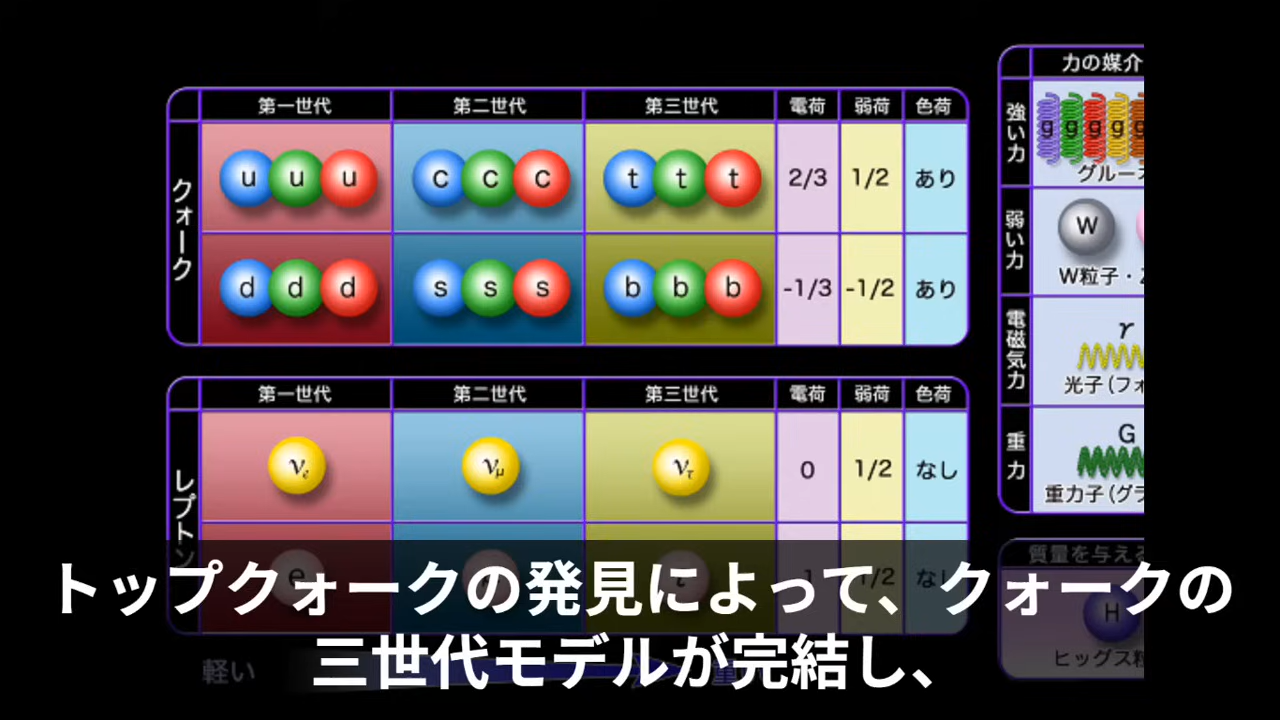 第一世代 第二世代 第三世代 電荷 弱荷 色荷
クォーク
u u u c c c t t t 2/3 1/2 あり
d d d s s s b b b -1/3 -1/2 あり
第一世代 第二世代 第三世代 電荷 弱荷 色荷
レプトン
νe νμ ντ 0 1/2 なし
e τ 1/2
力の媒介
強い力
g g g g g
グルーオ
弱い力
W
W粒子・
電磁気力
r
光子(フォ
重力
G
重力子(グラ
質量を与える
H
ヒッグス粒
軽い
トップクォークの発見によって、クォークの
三世代モデルが完結し、